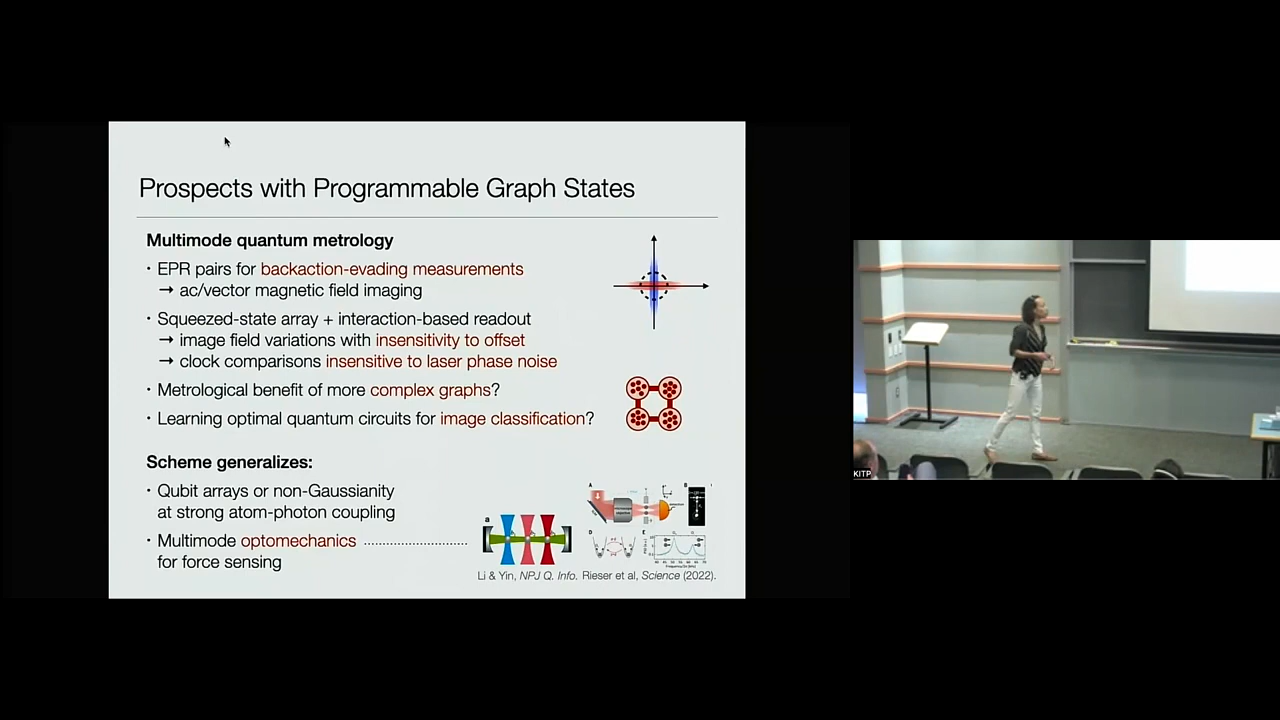 Prospects with Programmable Graph States
Multimode quantum metrology
· EPR pairs for backaction-evading measurements
→ ac/vector magnetic field imaging
· Squeezed-state array + interaction-based readout
→ image field variations with insensitivity to offset
→ clock comparisons insensitive to laser phase noise
· Metrological benefit of more complex graphs?
· Learning optimal quantum circuits for image classification?
Scheme generalizes:
· Qubit arrays or non-Gaussianity
at strong atom-photon coupling
· Multimode optomechanics
for force sensing
a
A
B
D
E
Li & Yin, NPJ Q. Info. Rieser et al, Science (2022).
KITP